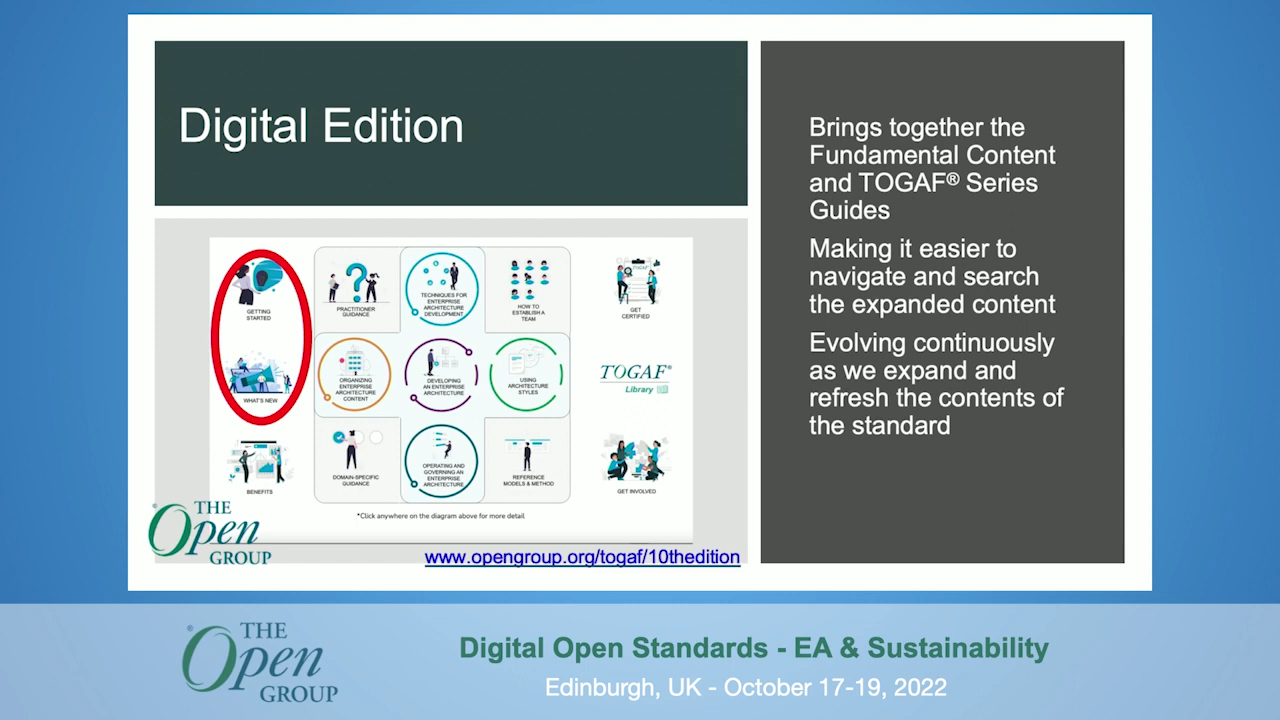 Digital Edition
Brings together the
Fundamental Content
and TOGAF® Series
Guides
Making it easier to
navigate and search
the expanded content
Evolving continuously
as we expand and
refresh the contents of
the standard
GETTING
STARTED
PRACTITIONER
GUIDANCE
TECHNIQUES FOR
ENTERPRISE
ARCHITECTURE
DEVELOPMENT
HOW TO
ESTABLISH A
TEAM
GET
CERTIFIED
WHAT'S NEW
ORGANIZING
ENTERPRISE
ARCHITECTURE
CONTENT
DEVELOPING
AN ENTERPRISE
ARCHITECTURE
USING
ARCHITECTURE
STYLES
TOGAF®
Library
BENEFITS
DOMAIN-SPECIFIC
GUIDANCE
OPERATING AND
GOVERNING AN
ENTERPRISE
ARCHITECTURE
REFERENCE
MODELS & METHOD
GET INVOLVED
*Click anywhere on the diagram above for more detail
THE
Open
GROUP
www.opengroup.org/togaf/10thedition
THE
Open
GROUP
Digital Open Standards - EA & Sustainability
Edinburgh, UK - October 17-19, 2022